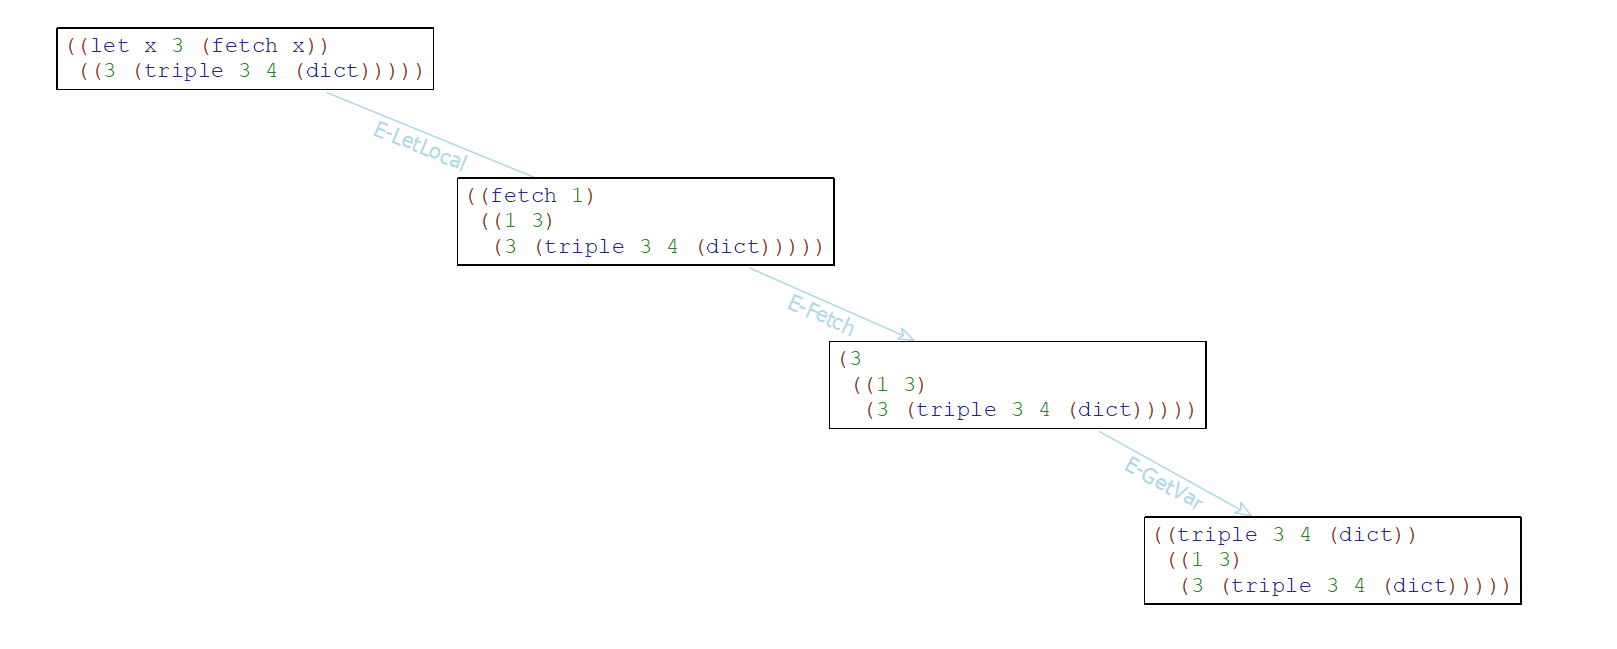 ((let x 3 (fetch x))
((3 (triple 3 4 (dict)))))
E-LetLocal
((fetch 1)
((1 3)
(3 (triple 3 4 (dict)))))
E-Fetch
(3
((1 3)
(3 (triple 3 4 (dict)))))
E-GetVar
((triple 3 4 (dict))
((1 3)
(3 (triple 3 4 (dict)))))